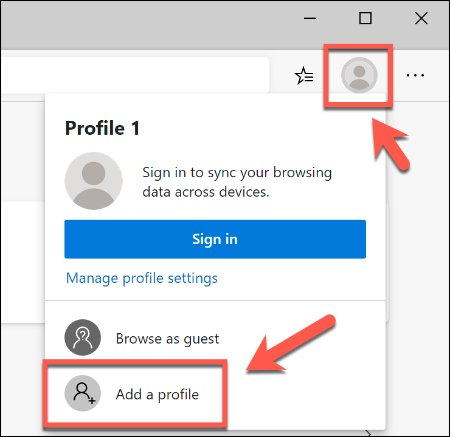 Profile 1
Sign in to sync your browsing
data across devices.
Sign in
Manage profile settings
Browse as guest
Add a profile